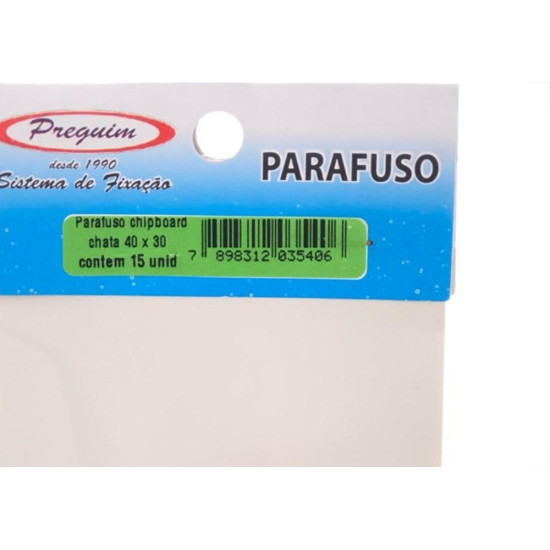 Preguim
desde 1990
Sistema de Fixação
PARAFUSO
Parafuso chipboard
chata 40 x 30
contem 15 unid
7 898312 035406